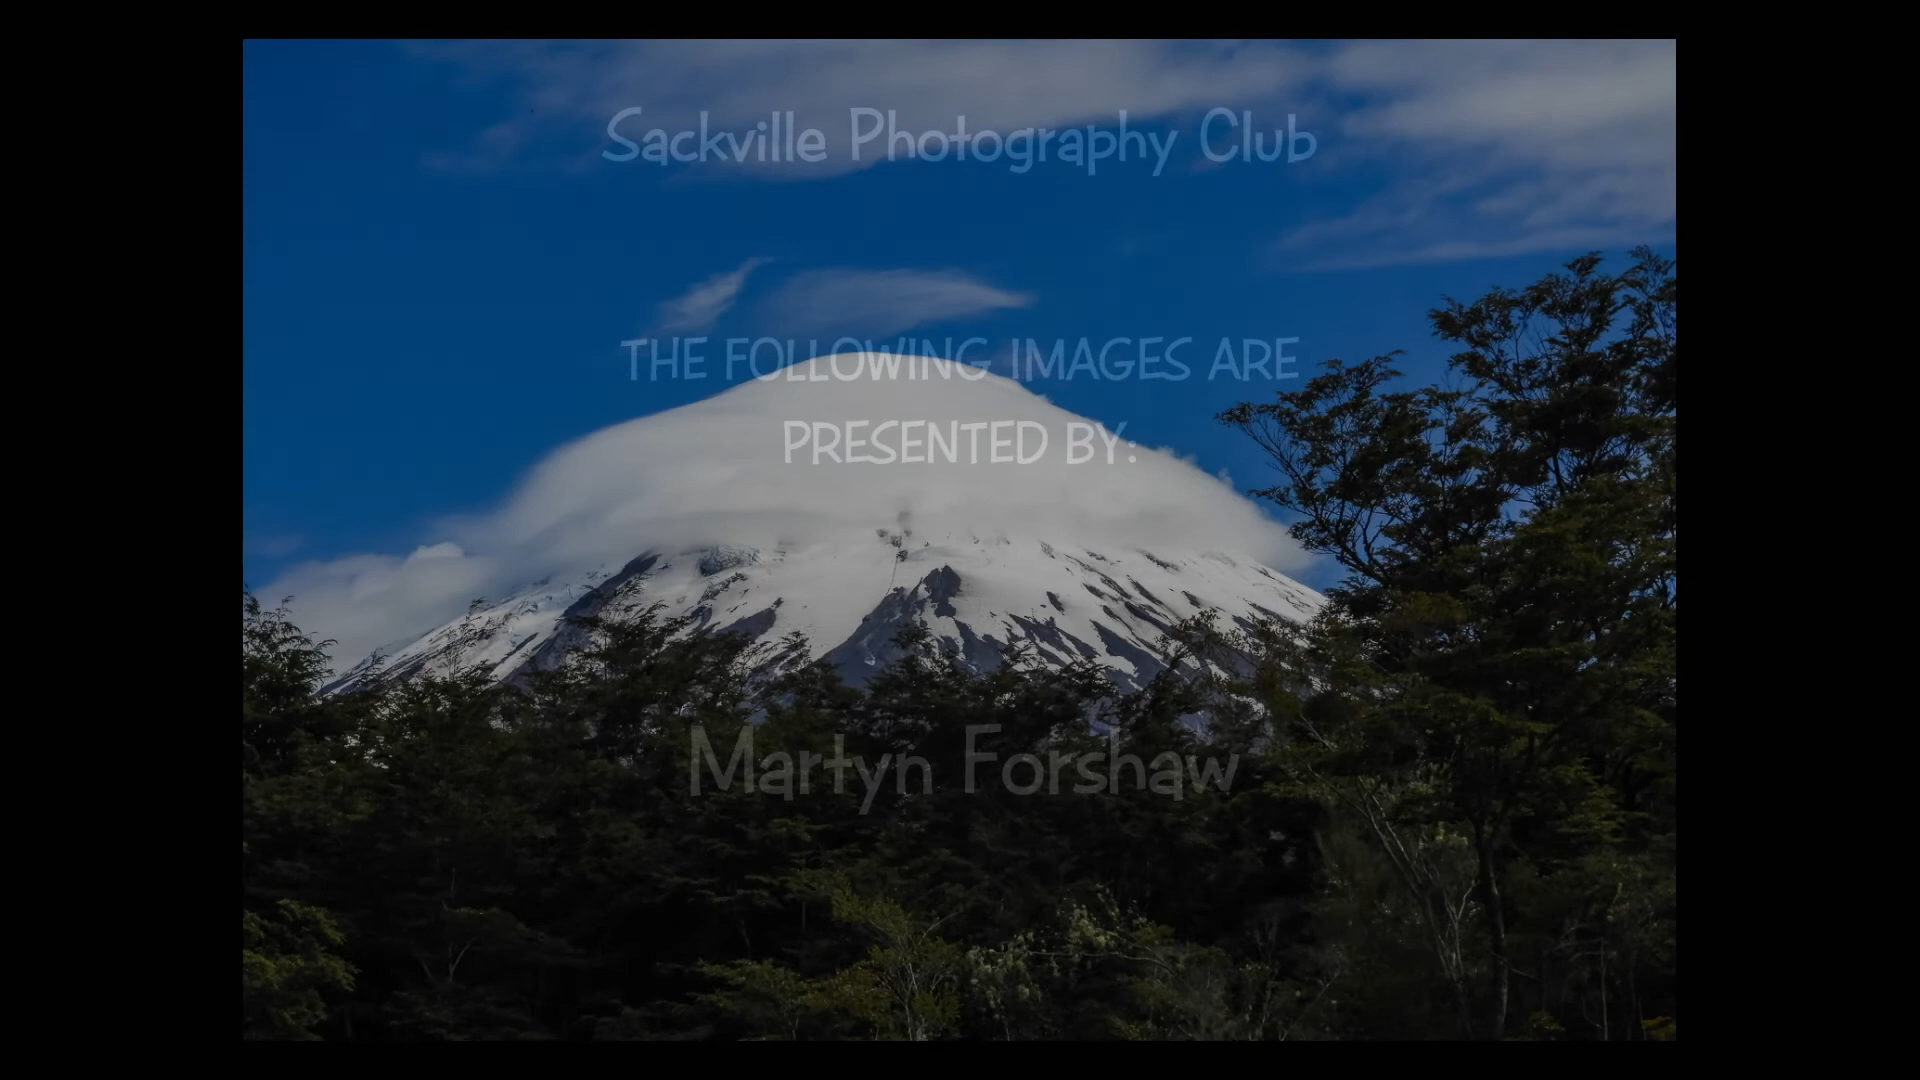 Sackville Photography Club
THE FOLLOWING IMAGES ARE
PRESENTED BY:
Martyn Forshaw